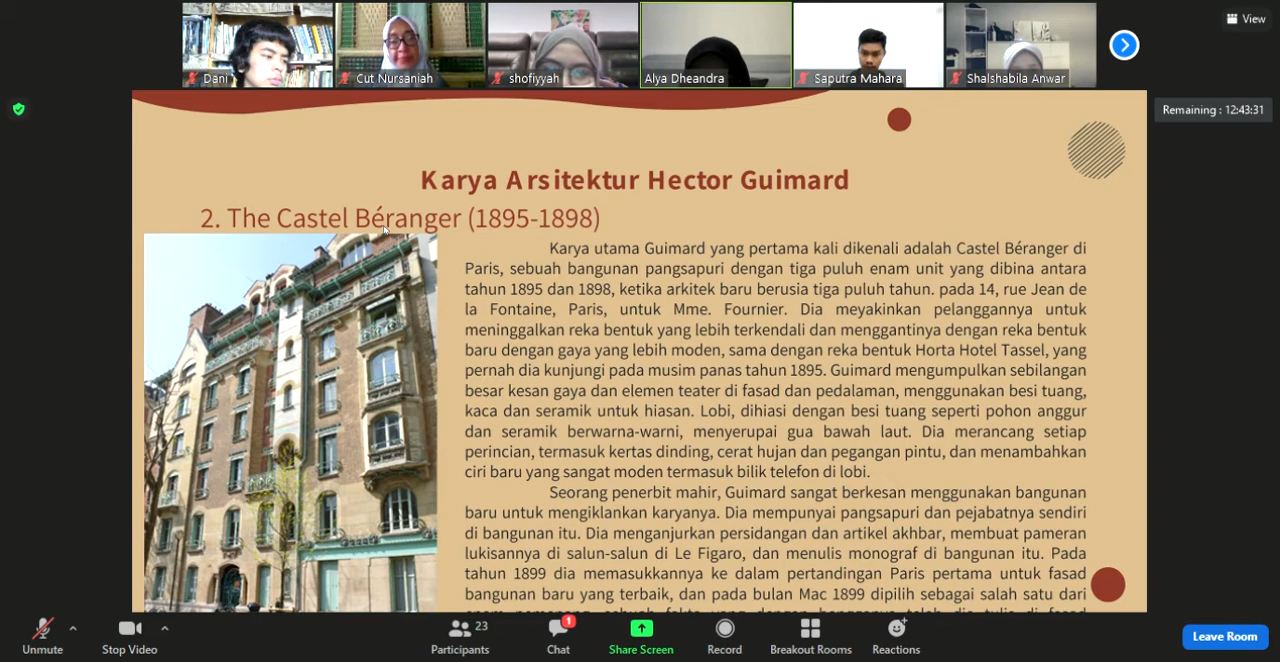 View
Dani
Cut Nursaniah
shofiyyah
Alya Dheandra
Saputra Mahara
Shalshabila Anwar
Remaining : 12:43:31
Karya Arsitektur Hector Guimard
2. The Castel Béranger (1895-1898)
Karya utama Guimard yang pertama kali dikenali adalah Castel Béranger di
Paris, sebuah bangunan pangsapuri dengan tiga puluh enam unit yang dibina antara
tahun 1895 dan 1898, ketika arkitek baru berusia tiga puluh tahun. pada 14, rue Jean de
la Fontaine, Paris, untuk Mme. Fournier. Dia meyakinkan pelanggannya untuk
meninggalkan reka bentuk yang lebih terkendali dan menggantinya dengan reka bentuk
baru dengan gaya yang lebih moden, sama dengan reka bentuk Horta Hotel Tassel, yang
pernah dia kunjungi pada musim panas tahun 1895. Guimard mengumpulkan sebilangan
besar kesan gaya dan elemen teater di fasad dan pedalaman, menggunakan besi tuang,
kaca dan seramik untuk hiasan. Lobi, dihiasi dengan besi tuang seperti pohon anggur
dan seramik berwarna-warni, menyerupai gua bawah laut. Dia merancang setiap
perincian, termasuk kertas dinding, cerat hujan dan pegangan pintu, dan menambahkan
ciri baru yang sangat moden termasuk bilik telefon di lobi.
Seorang penerbit mahir, Guimard sangat berkesan menggunakan bangunan
baru untuk mengiklankan karyanya. Dia mempunyai pangsapuri dan pejabatnya sendiri
di bangunan itu. Dia menganjurkan persidangan dan artikel akhbar, membuat pameran
lukisannya di salun-salun di Le Figaro, dan menulis monograf di bangunan itu. Pada
tahun 1899 dia memasukkannya ke dalam pertandingan Paris pertama untuk fasad
bangunan baru yang terbaik, dan pada bulan Mac 1899 dipilih sebagai salah satu dari
Unmute
Stop Video
Participants
23
Chat
1
Share Screen
Record
Breakout Rooms
Reactions
Leave Room